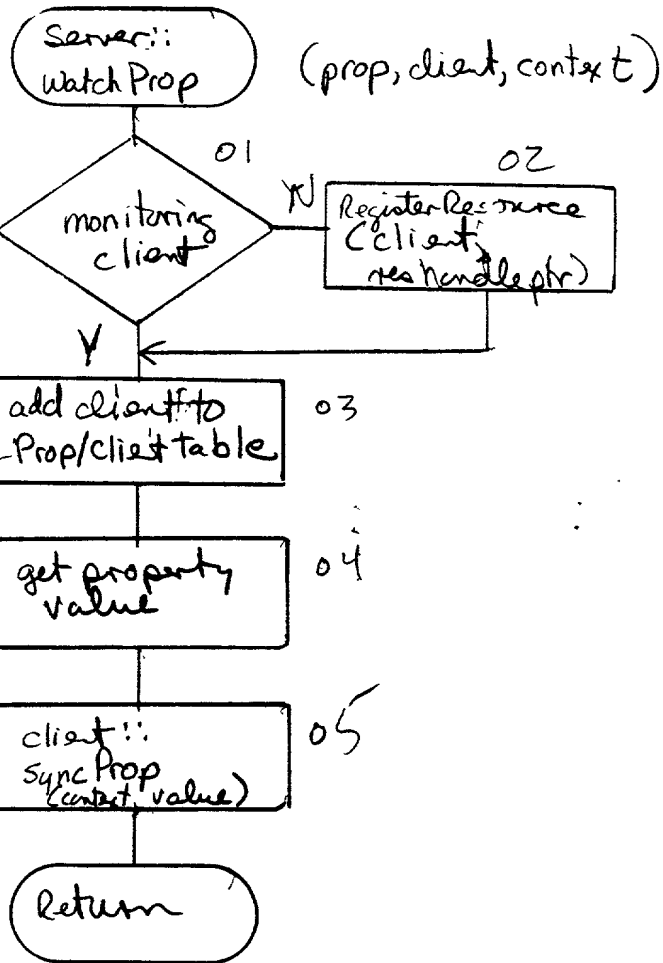 Server::
watchProp
(prop, client, context)
01
02
monitoring
client
N
RegisterResource
(client,
reshandleptr)
Y
add client to
Prop/Client table
03
get property
value
04
client::
syncProp
(context, value)
05
Return